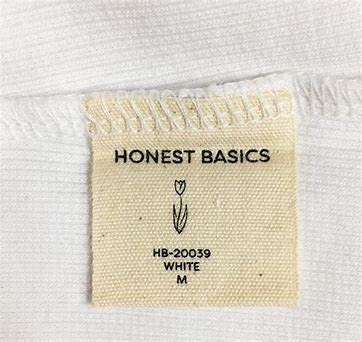 HONEST BASICS
HB-20039
WHITE
M